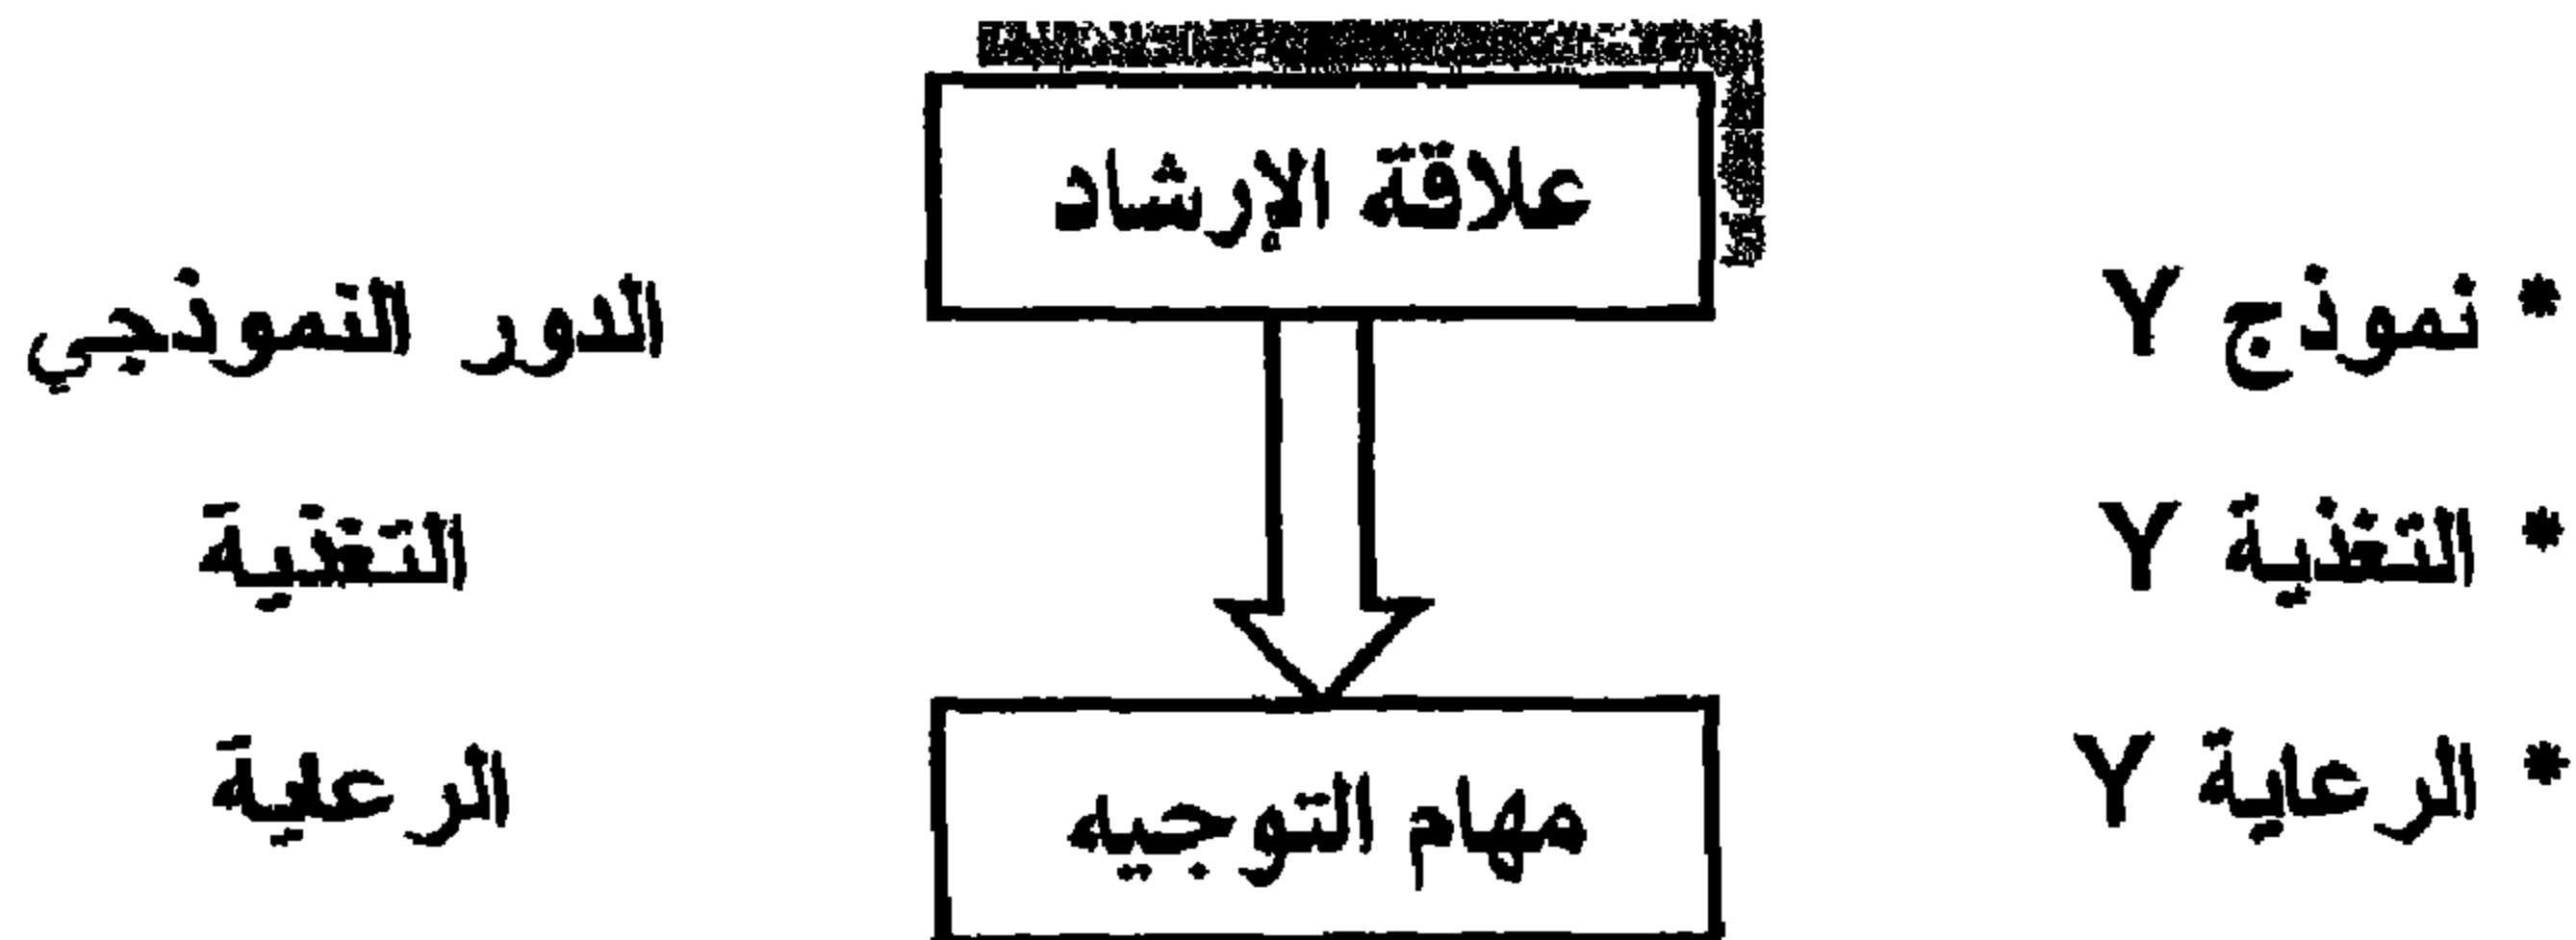 علاقة الإرشاد
* نموذج Y
الدور النموذجي
* التغذية Y
التغذية
* الرعاية Y
الرعاية
مهام التوجيه